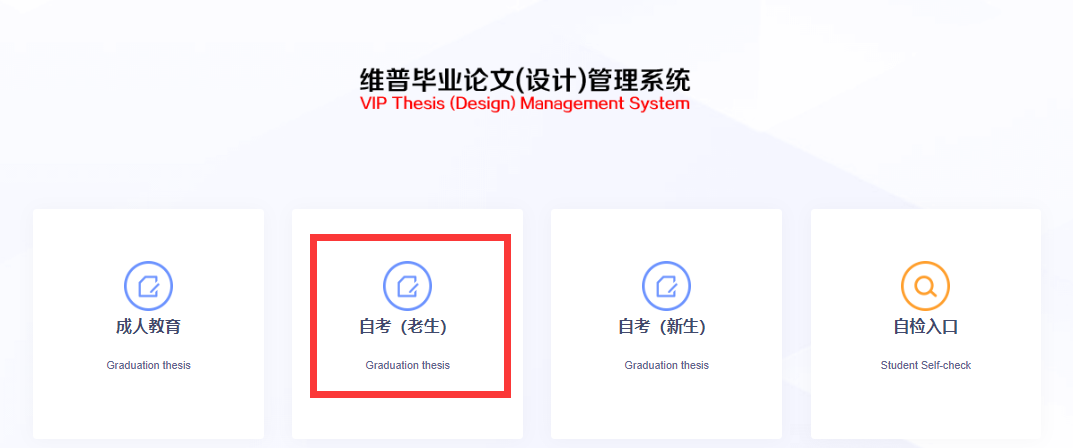 维普毕业论文(设计)管理系统
VIP Thesis (Design) Management System
成人教育
Graduation thesis
自考（老生）
Graduation thesis
自考（新生）
Graduation thesis
自检入口
Student Self-check